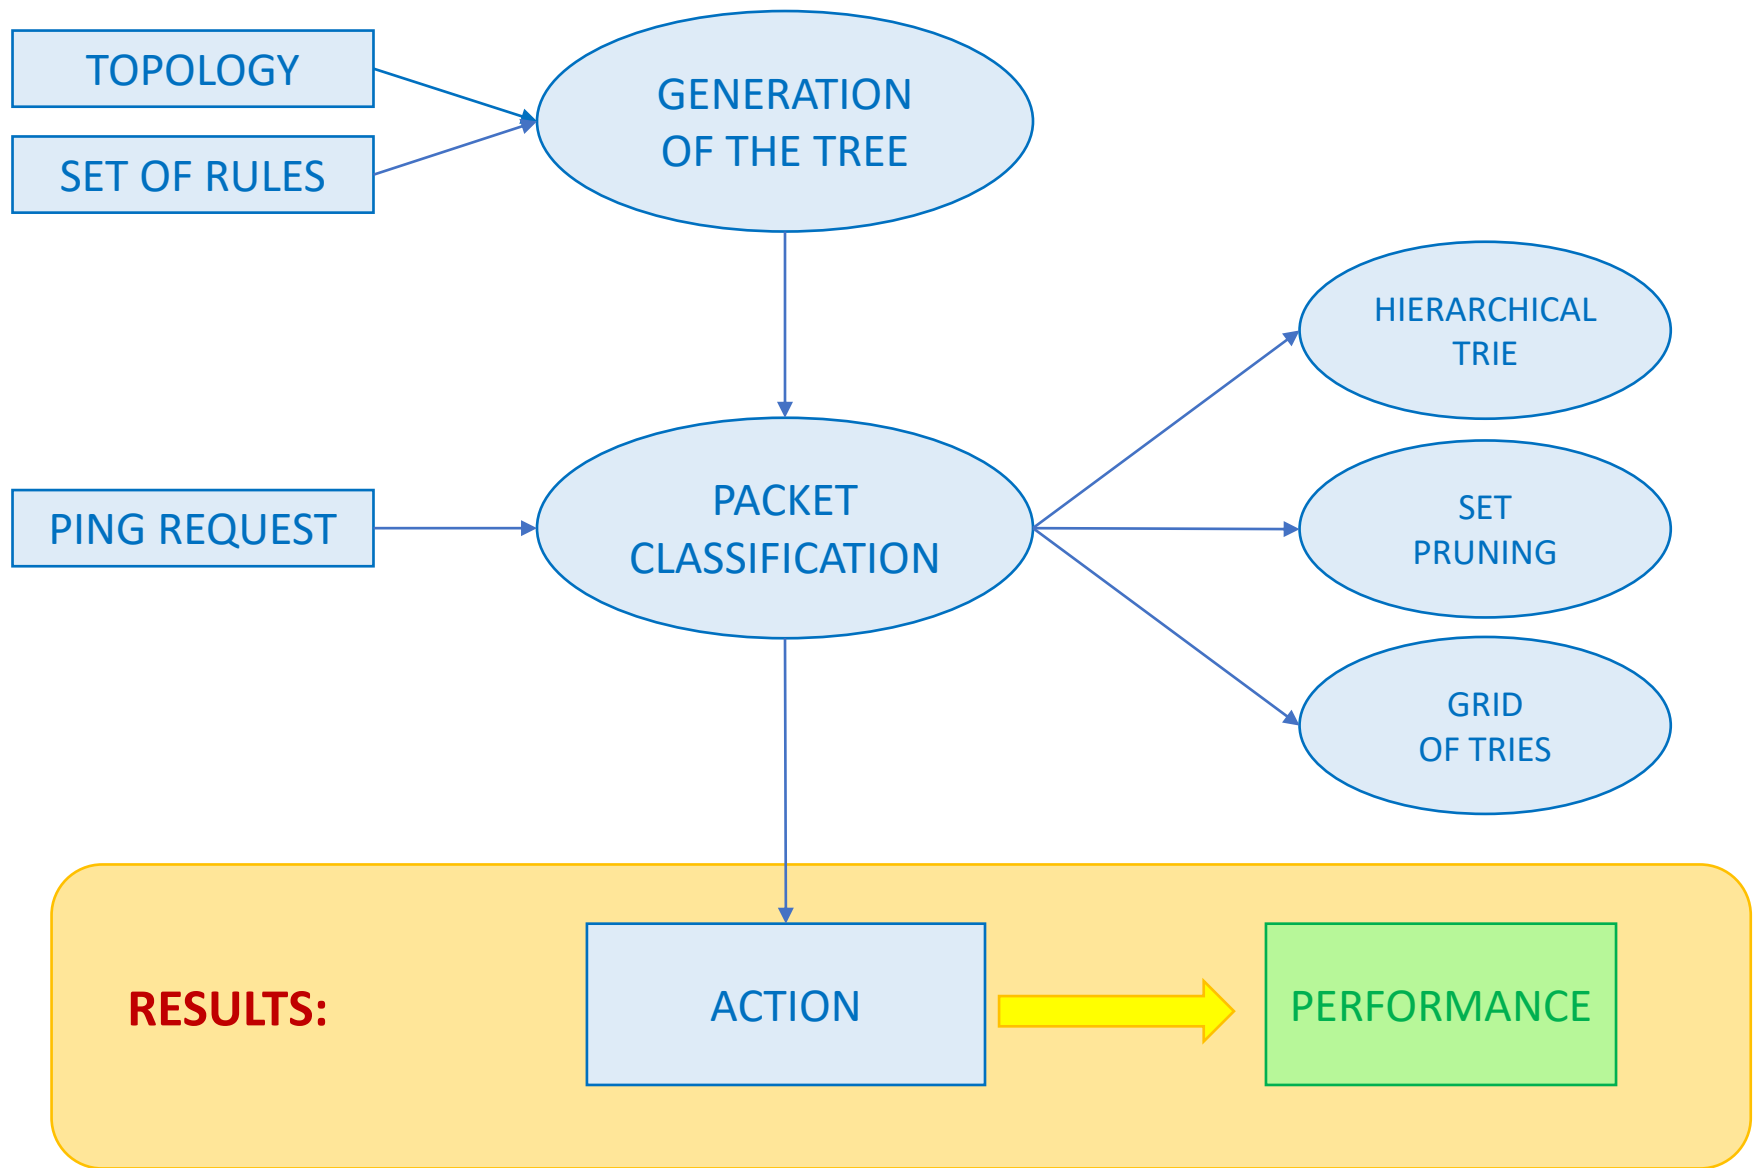 TOPOLOGY
SET OF RULES
GENERATION
OF THE TREE
PING REQUEST
PACKET
CLASSIFICATION
HIERARCHICAL
TRIE
SET
PRUNING
GRID
OF TRIES
RESULTS:
ACTION
PERFORMANCE